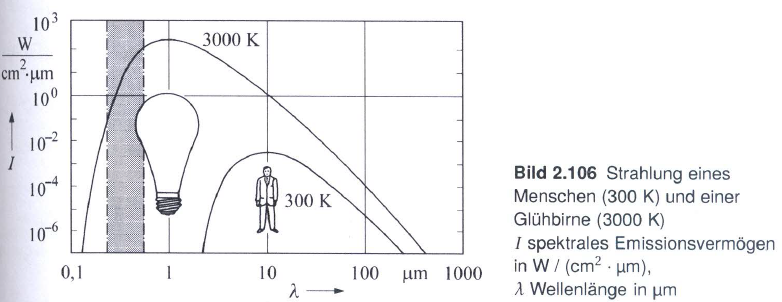 10³
W
cm²·μm
10⁰
10⁻²
I
10⁻⁴
10⁻⁶
3000 K
300 K
0,1
1
10
100
μm
1000
λ
Bild 2.106 Strahlung eines
Menschen (300 K) und einer
Glühbirne (3000 K)
I spektrales Emissionsvermögen
in W / (cm² · μm),
λ Wellenlänge in μm